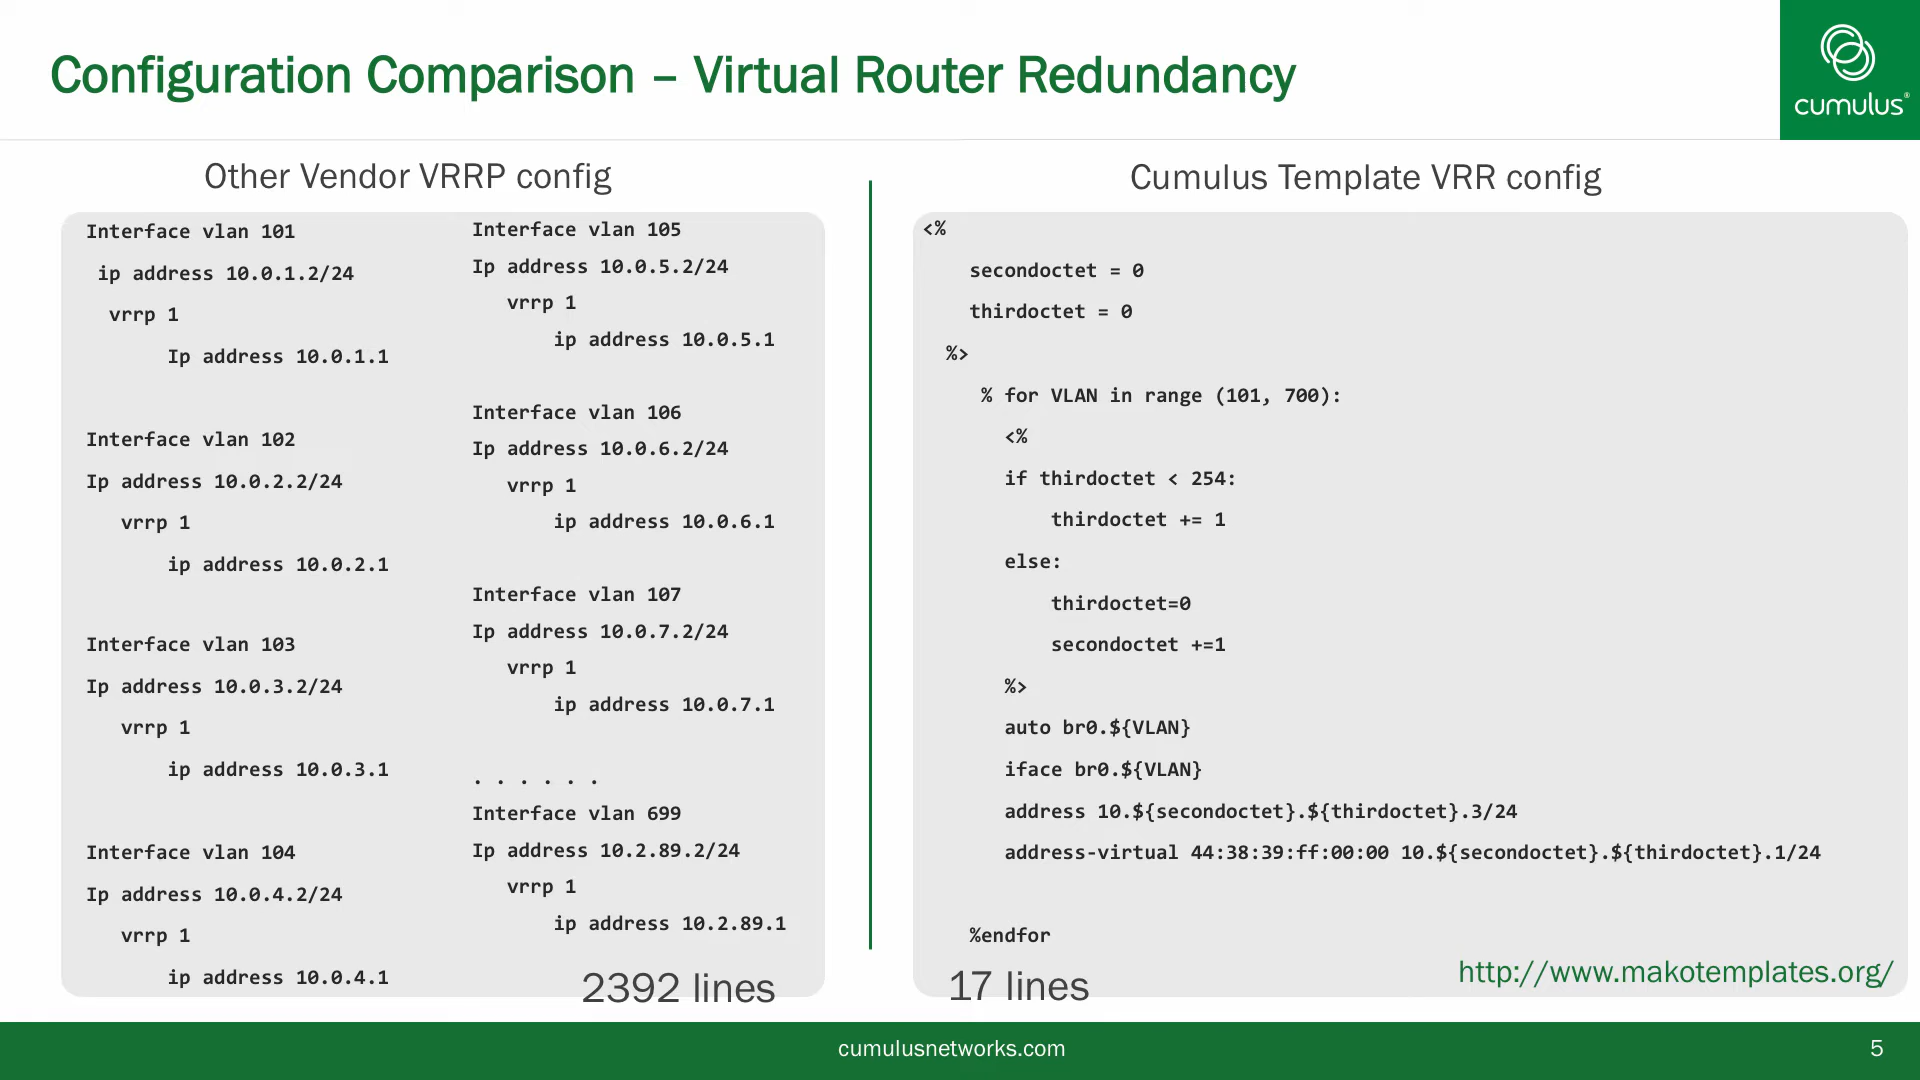 Configuration Comparison – Virtual Router Redundancy
cumulus®
Other Vendor VRRP config
Interface vlan 101
ip address 10.0.1.2/24
vrrp 1
Ip address 10.0.1.1
Interface vlan 102
Ip address 10.0.2.2/24
vrrp 1
ip address 10.0.2.1
Interface vlan 103
Ip address 10.0.3.2/24
vrrp 1
ip address 10.0.3.1
Interface vlan 104
Ip address 10.0.4.2/24
vrrp 1
ip address 10.0.4.1
Interface vlan 105
Ip address 10.0.5.2/24
vrrp 1
ip address 10.0.5.1
Interface vlan 106
Ip address 10.0.6.2/24
vrrp 1
ip address 10.0.6.1
Interface vlan 107
Ip address 10.0.7.2/24
vrrp 1
ip address 10.0.7.1
. . . . . .
Interface vlan 699
Ip address 10.2.89.2/24
vrrp 1
ip address 10.2.89.1
2392 lines
Cumulus Template VRR config
<%
secondoctet = 0
thirdoctet = 0
%>
% for VLAN in range (101, 700):
<%
if thirdoctet < 254:
thirdoctet += 1
else:
thirdoctet=0
secondoctet +=1
%>
auto br0.${VLAN}
iface br0.${VLAN}
address 10.${secondoctet}.${thirdoctet}.3/24
address-virtual 44:38:39:ff:00:00 10.${secondoctet}.${thirdoctet}.1/24
%endfor
17 lines
http://www.makotemplates.org/
cumulusnetworks.com
5